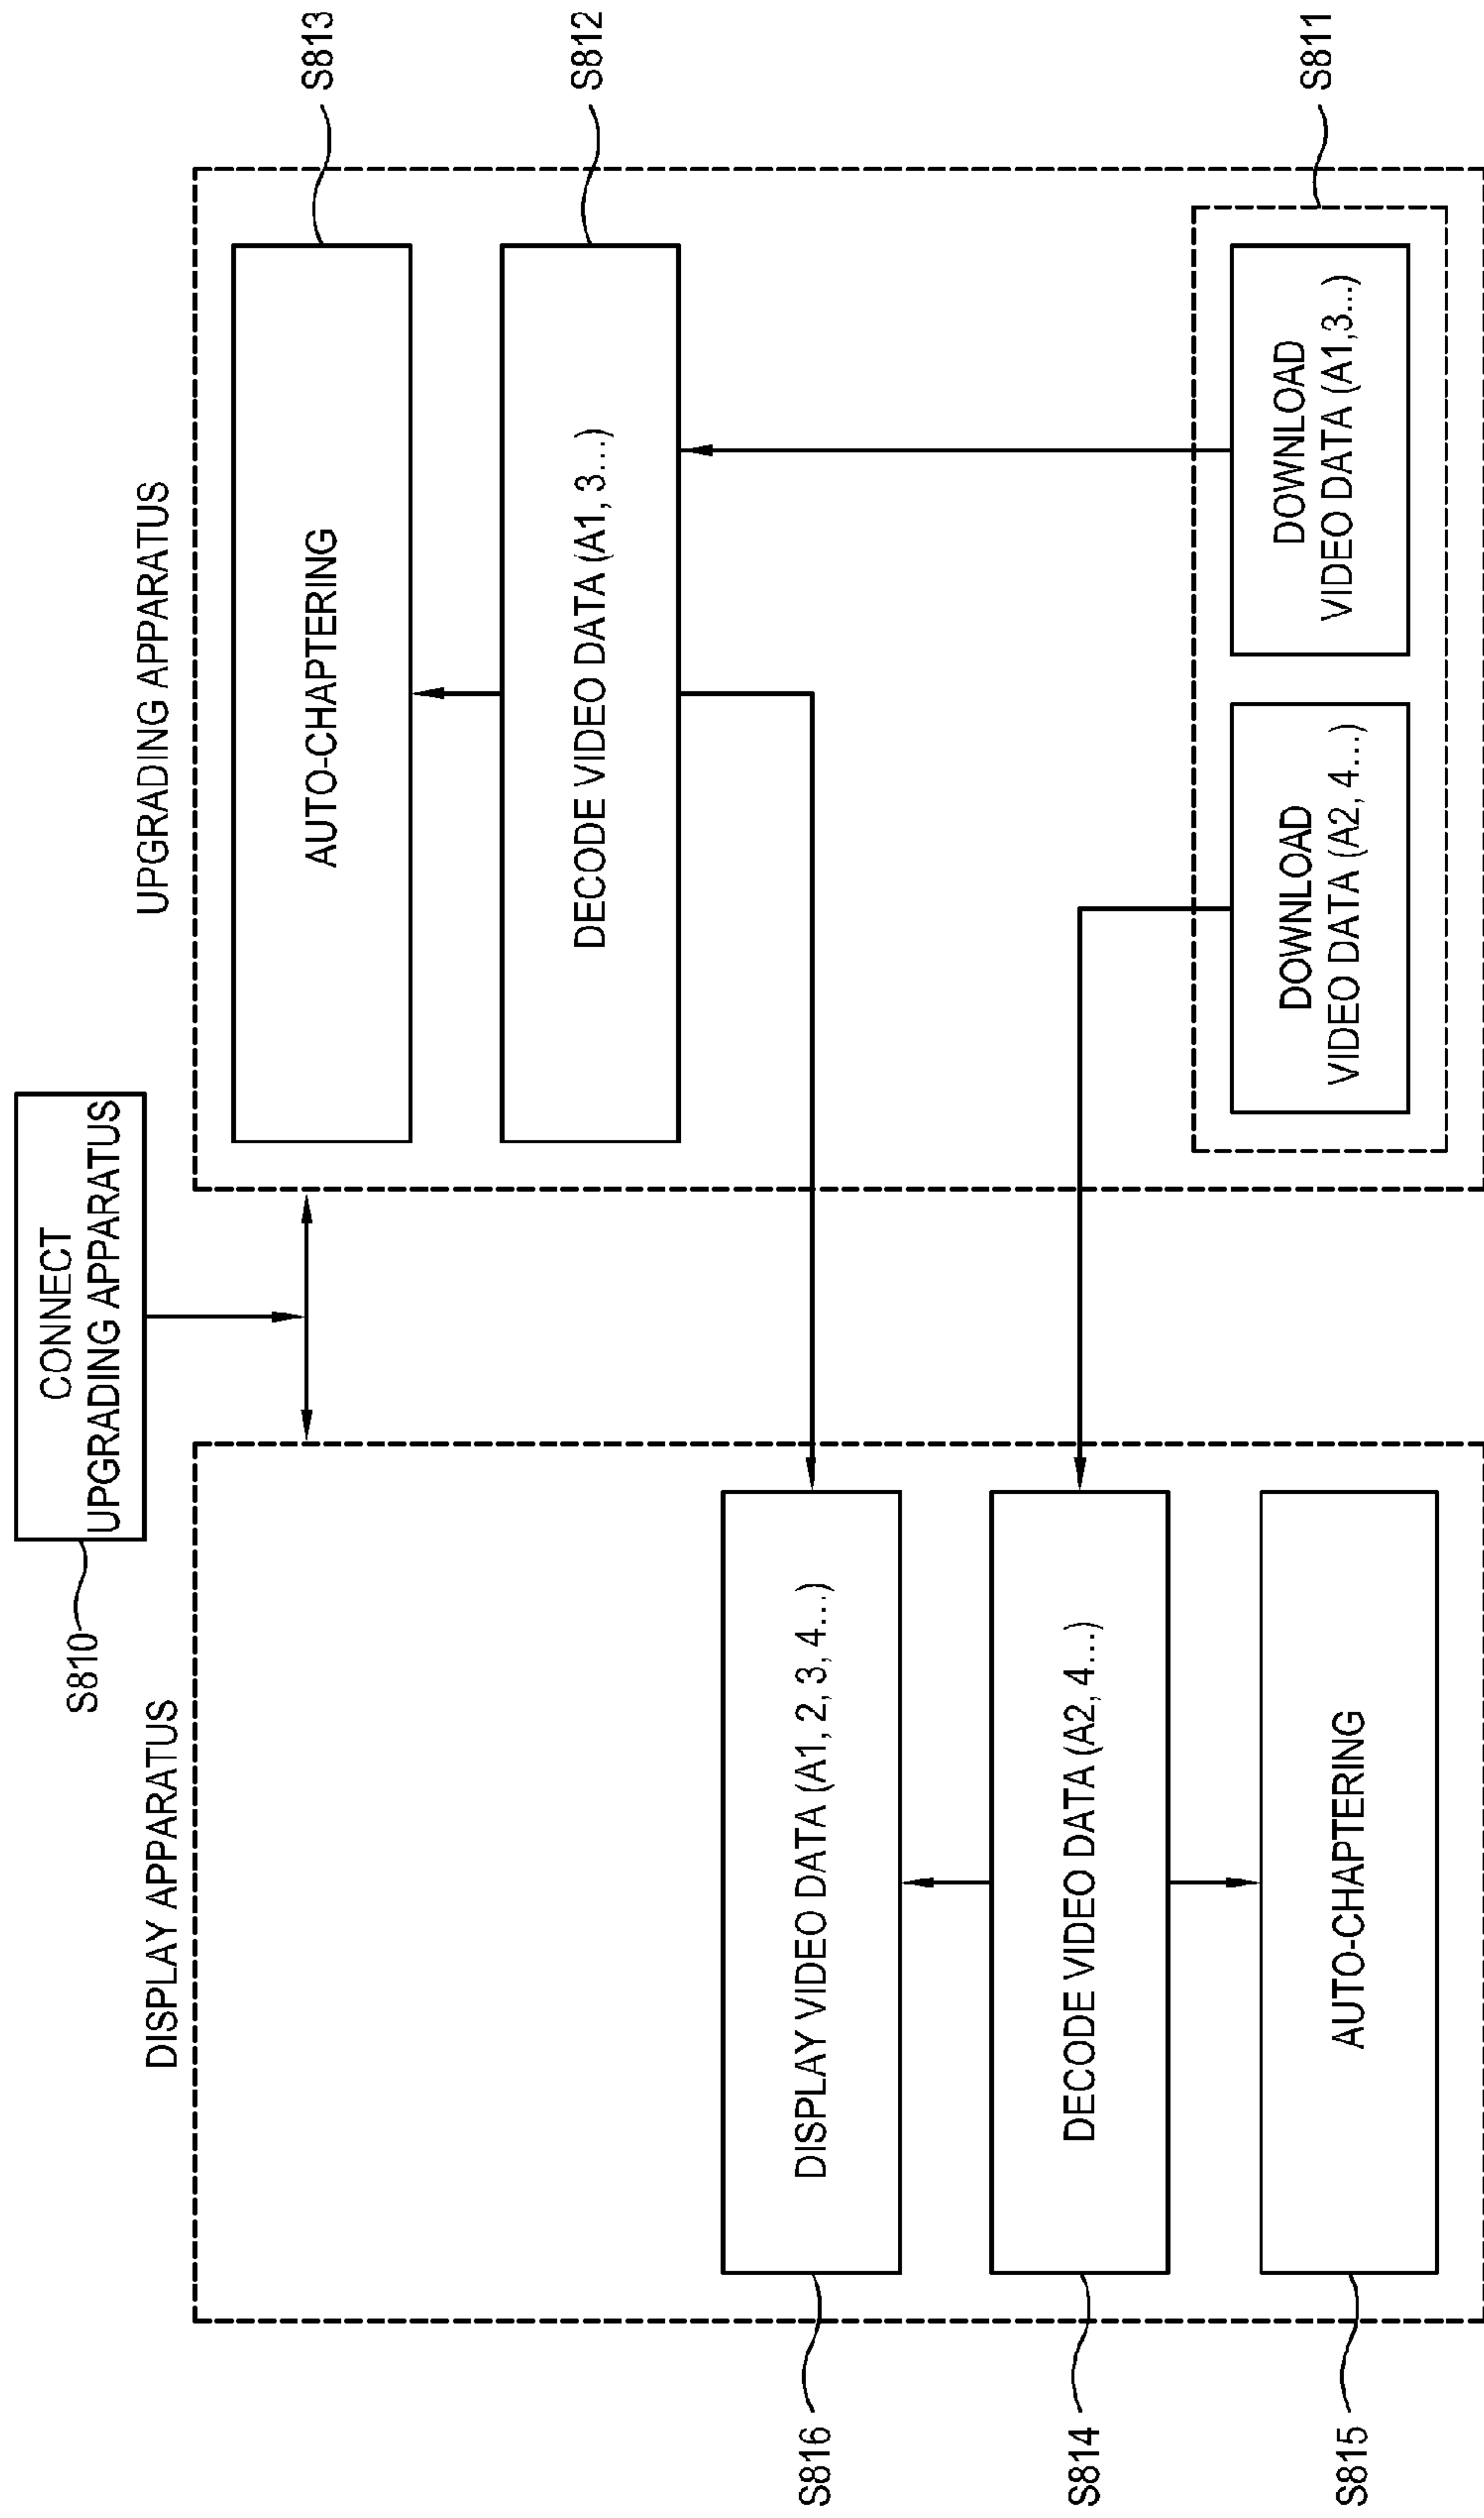 S810
CONNECT
UPGRADING APPARATUS
DISPLAY APPARATUS
UPGRADING APPARATUS
AUTO-CHAPTERING
S813
DECODE VIDEO DATA (A1, 3...)
S812
S816
DISPLAY VIDEO DATA (A1, 2, 3, 4...)
S814
DECODE VIDEO DATA (A2, 4...)
S815
AUTO-CHAPTERING
DOWNLOAD
VIDEO DATA (A2, 4...)
DOWNLOAD
VIDEO DATA (A1,3...)
S811